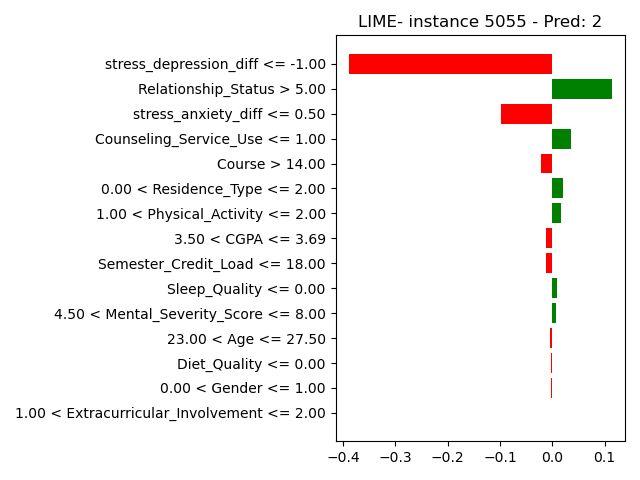 LIME- instance 5055 - Pred: 2
stress_depression_diff <= -1.00
Relationship_Status > 5.00
stress_anxiety_diff <= 0.50
Counseling_Service_Use <= 1.00
Course > 14.00
0.00 < Residence_Type <= 2.00
1.00 < Physical_Activity <= 2.00
3.50 < CGPA <= 3.69
Semester_Credit_Load <= 18.00
Sleep_Quality <= 0.00
4.50 < Mental_Severity_Score <= 8.00
23.00 < Age <= 27.50
Diet_Quality <= 0.00
0.00 < Gender <= 1.00
1.00 < Extracurricular_Involvement <= 2.00
−0.4 −0.3 −0.2 −0.1 0.0 0.1